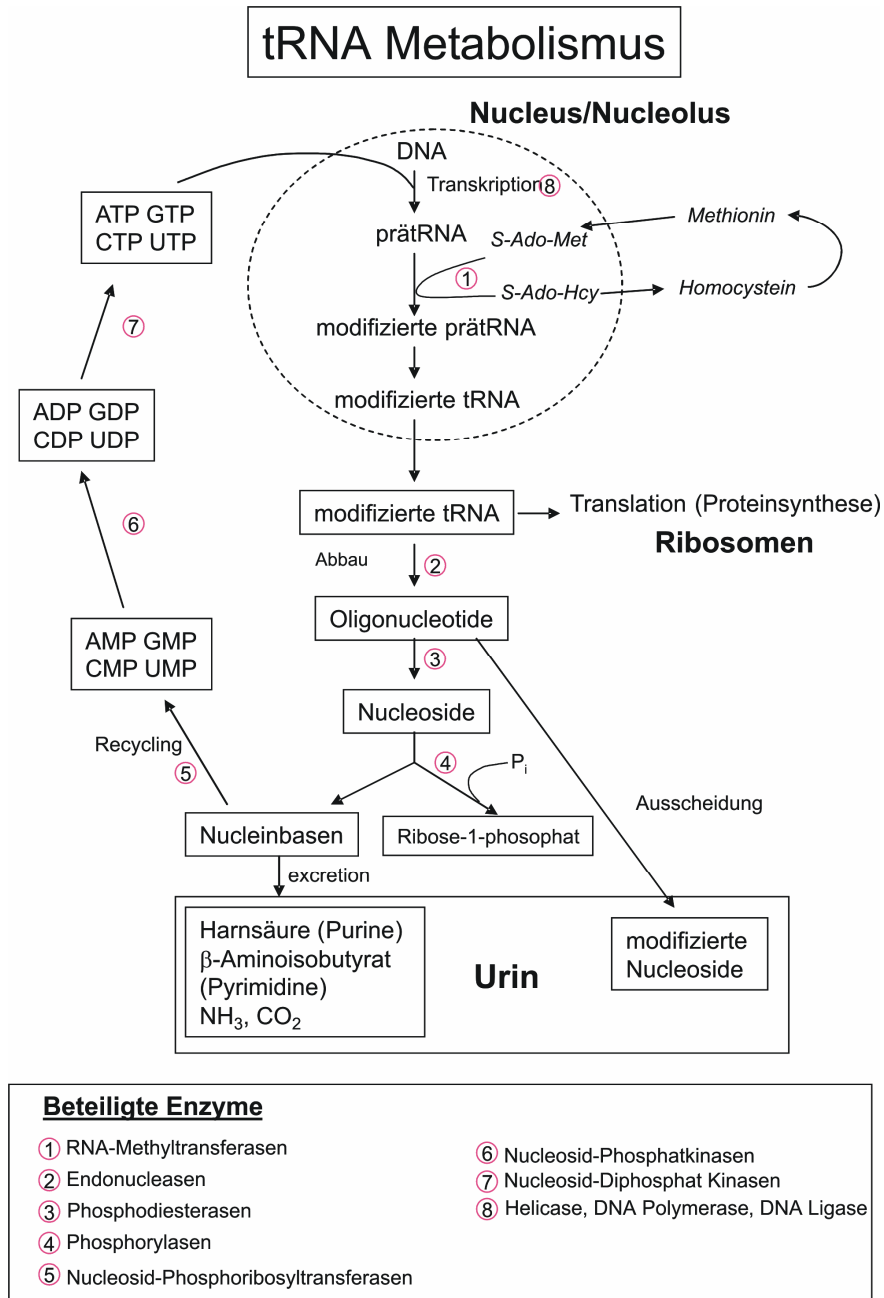 tRNA Metabolismus
Nucleus/Nucleolus
DNA
Transkription 8
ATP GTP
CTP UTP
prätRNA
S-Ado-Met
Methionin
1
S-Ado-Hcy
Homocystein
modifizierte prätRNA
7
modifizierte tRNA
ADP GDP
CDP UDP
modifizierte tRNA
Translation (Proteinsynthese)
Ribosomen
6
Abbau
2
Oligonucleotide
AMP GMP
CMP UMP
3
Nucleoside
Recycling
5
4
Pi
Ausscheidung
Nucleinbasen
Ribose-1-phosophat
excretion
Harnsäure (Purine)
β-Aminoisobutyrat
(Pyrimidine)
NH3, CO2
Urin
modifizierte
Nucleoside
Beteiligte Enzyme
1 RNA-Methyltransferasen
2 Endonucleasen
3 Phosphodiesterasen
4 Phosphorylasen
5 Nucleosid-Phosphoribosyltransferasen
6 Nucleosid-Phosphatkinasen
7 Nucleosid-Diphosphat Kinasen
8 Helicase, DNA Polymerase, DNA Ligase